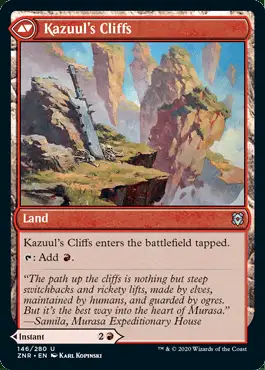 Kazuul's Cliffs
Land
Kazuul's Cliffs enters the battlefield tapped.
: Add .
"The path up the cliffs is nothing but steep
switchbacks and rickety lifts, made by elves,
maintained by humans, and guarded by ogres.
But it's the best way into the heart of Murasa."
—Samila, Murasa Expeditionary House
Instant 2
146/280 U
ZNR • EN Karl Kopinski
™ & © 2020 Wizards of the Coast